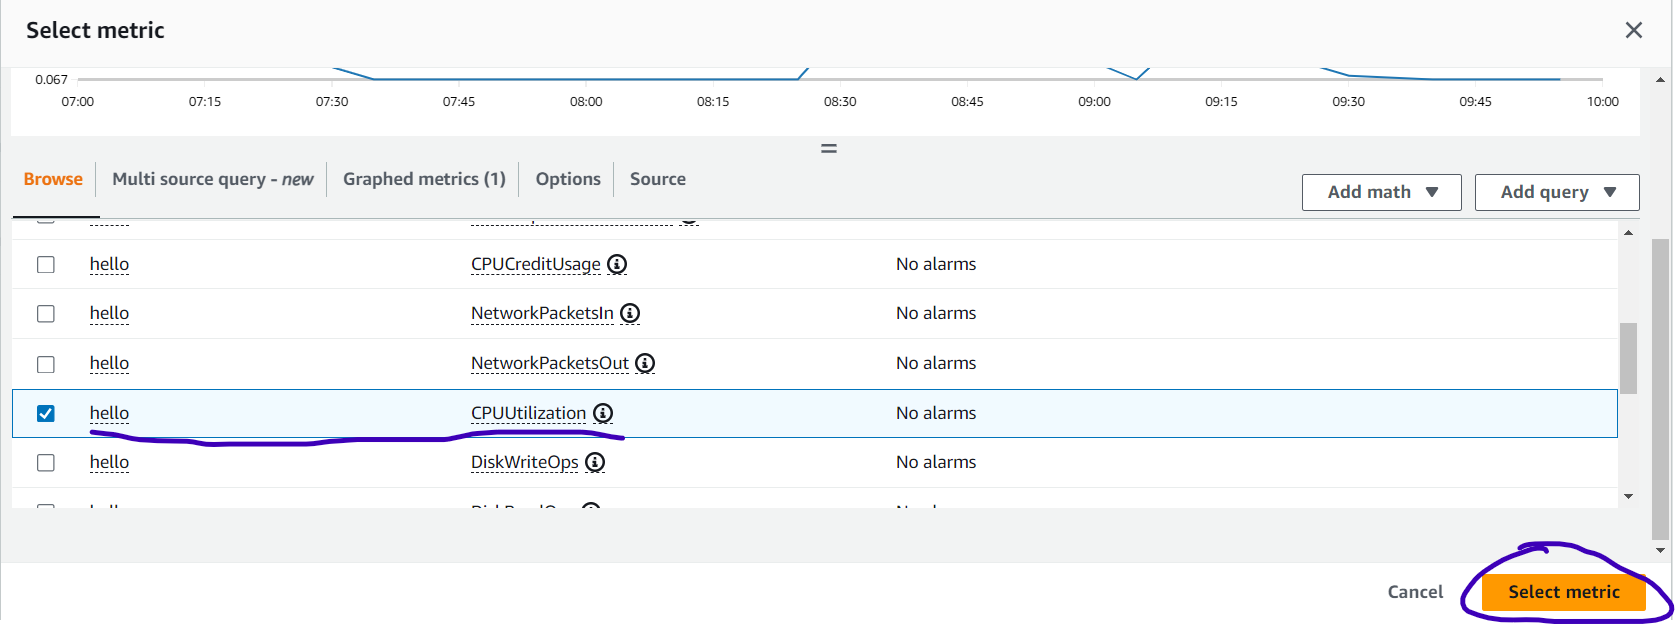 Select metric
0.067
07:00 07:15 07:30 07:45 08:00 08:15 08:30 08:45 09:00 09:15 09:30 09:45 10:00
Browse Multi source query - new Graphed metrics (1) Options Source
Add math Add query
hello CPUCreditUsage No alarms
hello NetworkPacketsIn No alarms
hello NetworkPacketsOut No alarms
hello CPUUtilization No alarms
hello DiskWriteOps No alarms
Cancel Select metric